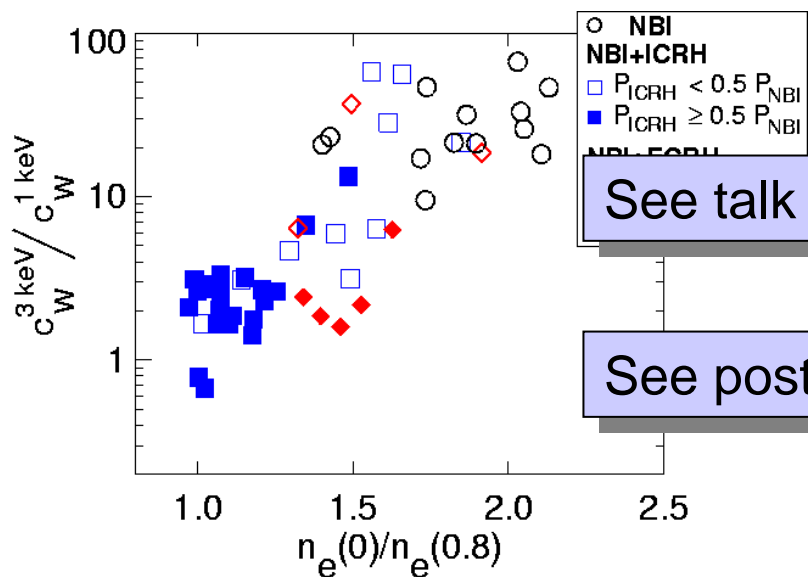 100
10
1
c_W^3 keV / c_W^1 keV
1.0 1.5 2.0 2.5
n_e(0)/n_e(0.8)
NBI
NBI+ICRH
P_ICRH < 0.5 P_NBI
P_ICRH ≥ 0.5 P_NBI
See talk
See post